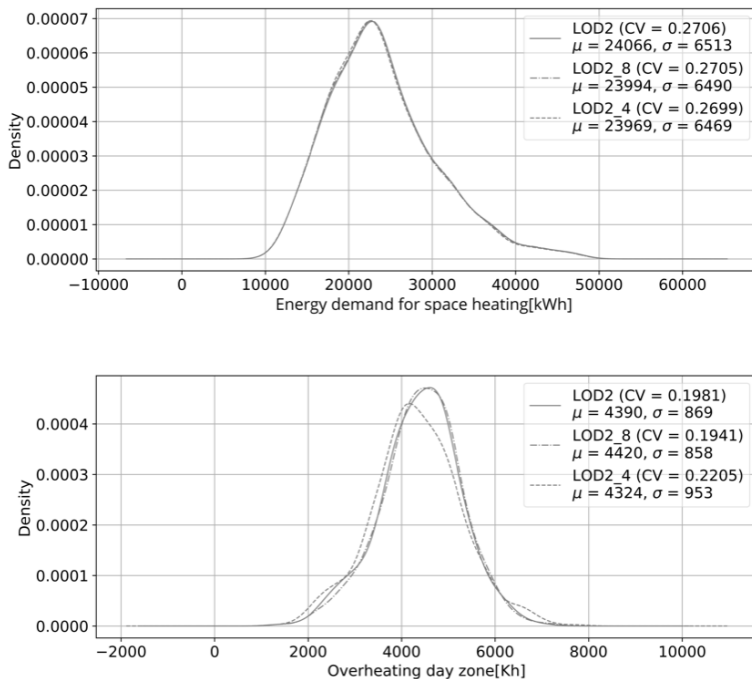 0.00007
0.00006
0.00005
0.00004
0.00003
0.00002
0.00001
0.00000
Density
LOD2 (CV = 0.2706)
μ = 24066, σ = 6513
LOD2_8 (CV = 0.2705)
μ = 23994, σ = 6490
LOD2_4 (CV = 0.2699)
μ = 23969, σ = 6469
−10000 0 10000 20000 30000 40000 50000 60000
Energy demand for space heating[kWh]
0.0004
0.0003
0.0002
0.0001
0.0000
Density
LOD2 (CV = 0.1981)
μ = 4390, σ = 869
LOD2_8 (CV = 0.1941)
μ = 4420, σ = 858
LOD2_4 (CV = 0.2205)
μ = 4324, σ = 953
−2000 0 2000 4000 6000 8000 10000
Overheating day zone[Kh]